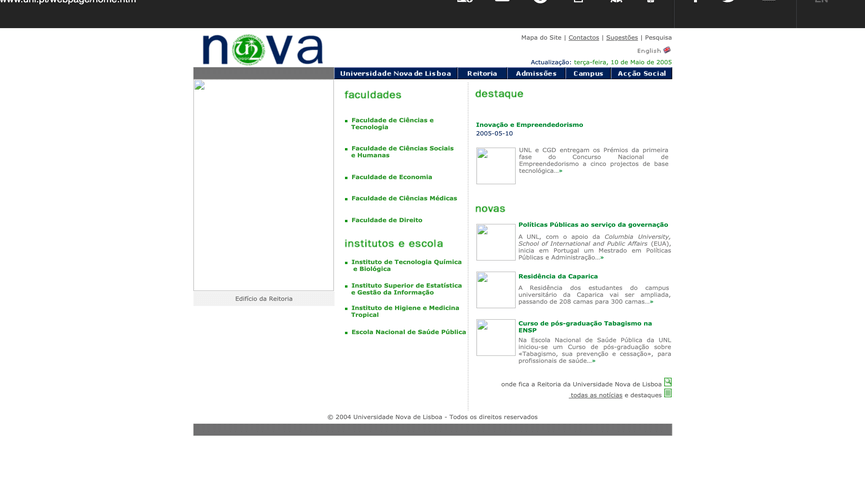 www.unl.pt/webpage/home.htm
EN
nova
Mapa do Site | Contactos | Sugestões | Pesquisa
English
Actualização: terça-feira, 10 de Maio de 2005
Universidade Nova de Lisboa
Reitoria
Admissões
Campus
Acção Social
faculdades
Faculdade de Ciências e
Tecnologia
Faculdade de Ciências Sociais
e Humanas
Faculdade de Economia
Faculdade de Ciências Médicas
Faculdade de Direito
institutos e escola
Instituto de Tecnologia Química
e Biológica
Instituto Superior de Estatística
e Gestão da Informação
Instituto de Higiene e Medicina
Tropical
Escola Nacional de Saúde Pública
Edifício da Reitoria
destaque
Inovação e Empreendedorismo
2005-05-10
UNL e CGD entregam os Prémios da primeira
fase do Concurso Nacional de
Empreendedorismo a cinco projectos de base
tecnológica...»
novas
Políticas Públicas ao serviço da governação
A UNL, com o apoio da Columbia University,
School of International and Public Affairs (EUA),
inicia em Portugal um Mestrado em Políticas
Públicas e Administração...»
Residência da Caparica
A Residência dos estudantes do campus
universitário da Caparica vai ser ampliada,
passando de 208 camas para 300 camas...»
Curso de pós-graduação Tabagismo na
ENSP
Na Escola Nacional de Saúde Pública da UNL
iniciou-se um Curso de pós-graduação sobre
«Tabagismo, sua prevenção e cessação», para
profissionais de saúde...»
onde fica a Reitoria da Universidade Nova de Lisboa
todas as notícias e destaques
© 2004 Universidade Nova de Lisboa - Todos os direitos reservados